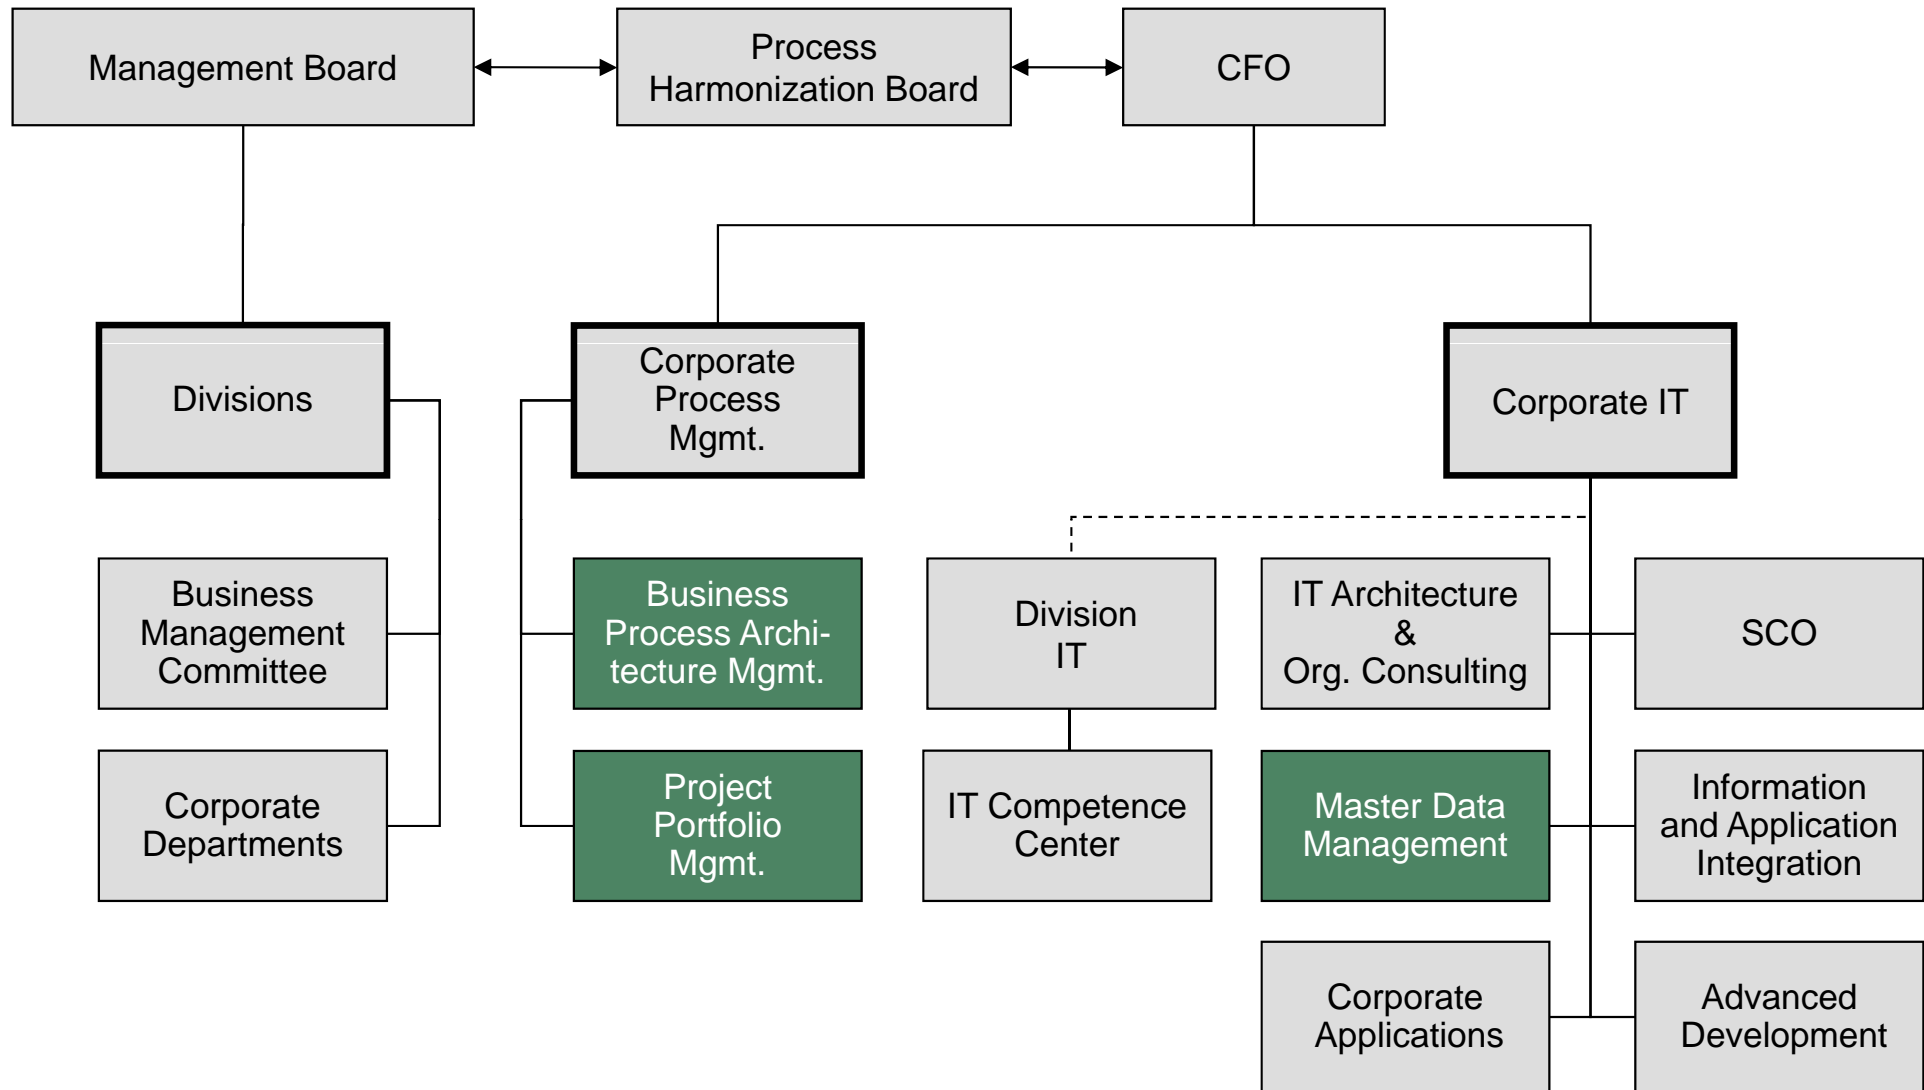 Management Board
Process
Harmonization Board
CFO
Divisions
Corporate
Process
Mgmt.
Corporate IT
Business
Management
Committee
Business
Process Archi-
tecture Mgmt.
Division
IT
IT Architecture
&
Org. Consulting
SCO
Corporate
Departments
Project
Portfolio
Mgmt.
IT Competence
Center
Master Data
Management
Information
and Application
Integration
Corporate
Applications
Advanced
Development